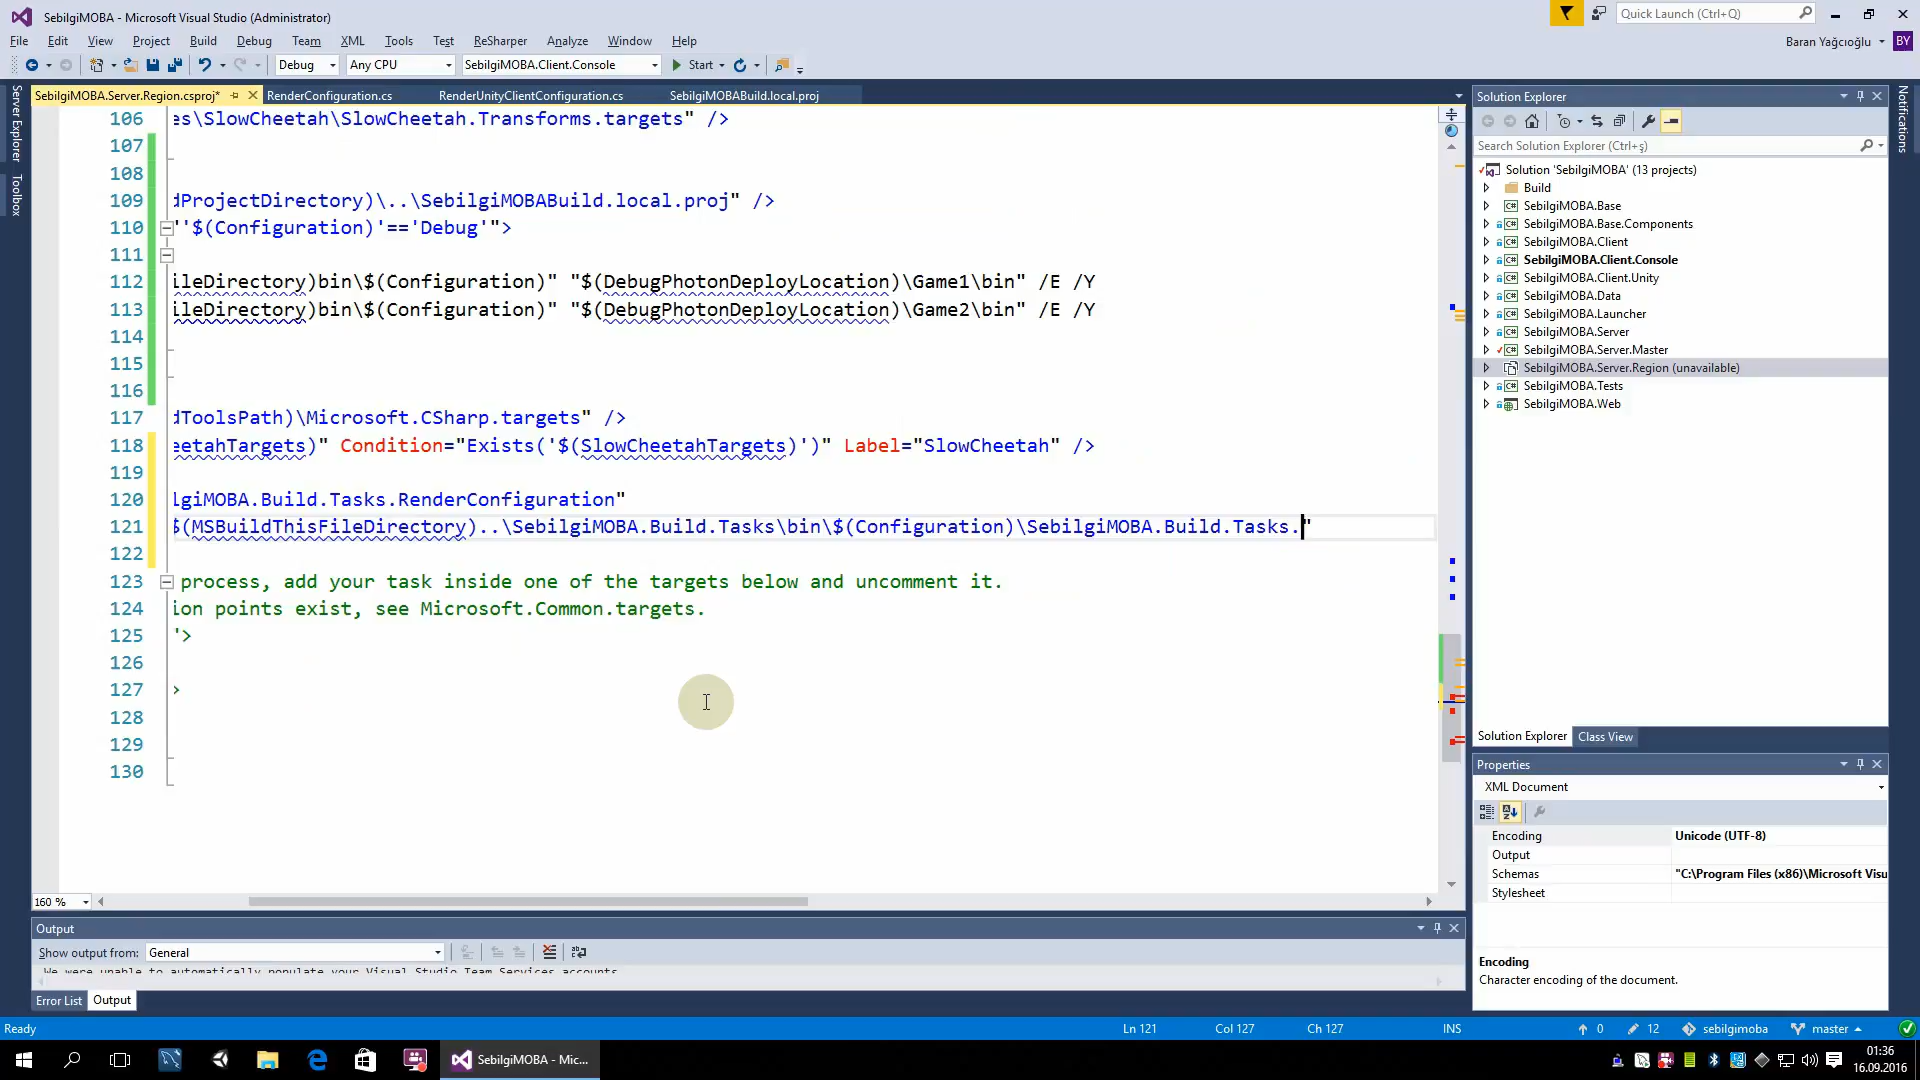 SebilgiMOBA - Microsoft Visual Studio (Administrator)
Quick Launch (Ctrl+Q)
File Edit View Project Build Debug Team XML Tools Test ReSharper Analyze Window Help
Baran Yağcıoğlu BY
Debug Any CPU SebilgiMOBA.Client.Console Start
Server Explorer
Toolbox
Notifications
SebilgiMOBA.Server.Region.csproj* RenderConfiguration.cs RenderUnityClientConfiguration.cs SebilgiMOBABuild.local.proj
106 es\SlowCheetah\SlowCheetah.Transforms.targets" />
107
108
109 dProjectDirectory)\..\SebilgiMOBABuild.local.proj" />
110 "'$(Configuration)'=='Debug'">
111
112 ileDirectory)bin\$(Configuration)" "$(DebugPhotonDeployLocation)\Game1\bin" /E /Y
113 ileDirectory)bin\$(Configuration)" "$(DebugPhotonDeployLocation)\Game2\bin" /E /Y
114
115
116
117 dToolsPath)\Microsoft.CSharp.targets" />
118 eetahTargets)" Condition="Exists('$(SlowCheetahTargets)')" Label="SlowCheetah" />
119
120 lgiMOBA.Build.Tasks.RenderConfiguration"
121 $(MSBuildThisFileDirectory)..\SebilgiMOBA.Build.Tasks\bin\$(Configuration)\SebilgiMOBA.Build.Tasks."
122
123 process, add your task inside one of the targets below and uncomment it.
124 ion points exist, see Microsoft.Common.targets.
125 ">
126
127 >
128
129
130
160 %
Solution Explorer
Search Solution Explorer (Ctrl+ş)
Solution 'SebilgiMOBA' (13 projects)
Build
SebilgiMOBA.Base
SebilgiMOBA.Base.Components
SebilgiMOBA.Client
SebilgiMOBA.Client.Console
SebilgiMOBA.Client.Unity
SebilgiMOBA.Data
SebilgiMOBA.Launcher
SebilgiMOBA.Server
SebilgiMOBA.Server.Master
SebilgiMOBA.Server.Region (unavailable)
SebilgiMOBA.Tests
SebilgiMOBA.Web
Solution Explorer Class View
Properties
XML Document
Encoding Unicode (UTF-8)
Output
Schemas "C:\Program Files (x86)\Microsoft Visu
Stylesheet
Encoding
Character encoding of the document.
Output
Show output from: General
We were unable to automatically populate your Visual Studio Team Services accounts
Error List Output
Ready Ln 121 Col 127 Ch 127 INS 0 12 sebilgimoba master
SebilgiMOBA - Mic...
01:36
16.09.2016